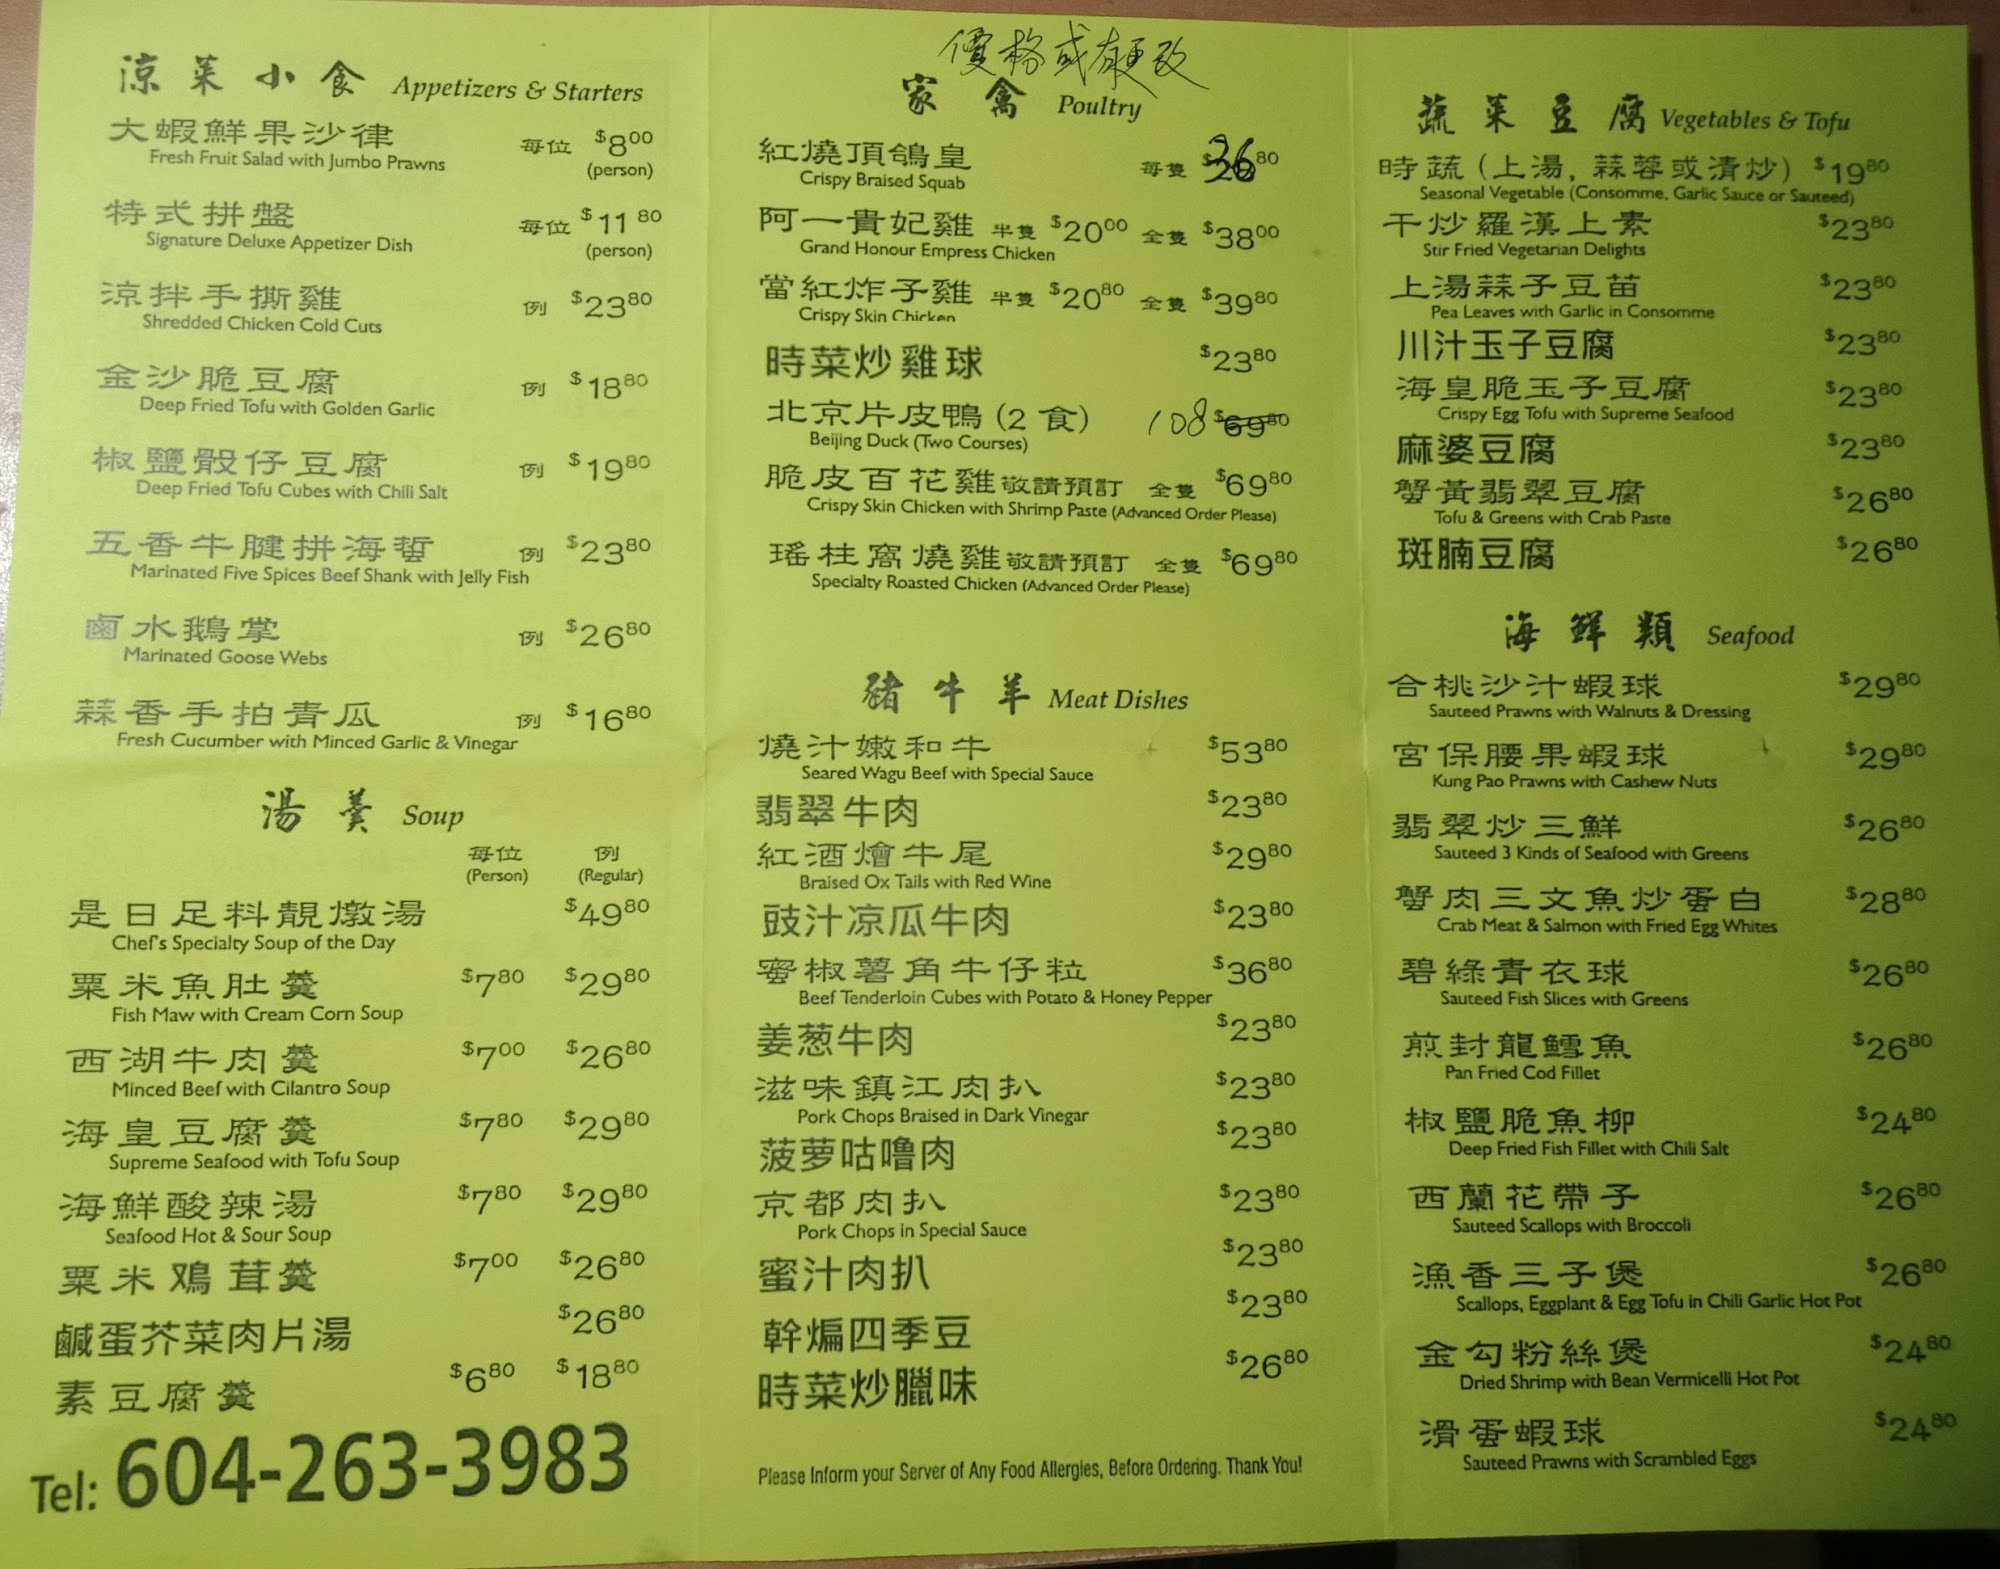 涼菜小食 Appetizers & Starters
大蝦鮮果沙律 每位 $8.00
Fresh Fruit Salad with Jumbo Prawns (person)
特式拼盤 每位 $11.80
Signature Deluxe Appetizer Dish (person)
涼拌手撕雞 例 $23.80
Shredded Chicken Cold Cuts
金沙脆豆腐 例 $18.80
Deep Fried Tofu with Golden Garlic
椒鹽骰仔豆腐 例 $19.80
Deep Fried Tofu Cubes with Chili Salt
五香牛腱拼海蜇 例 $23.80
Marinated Five Spices Beef Shank with Jelly Fish
鹵水鵝掌 例 $26.80
Marinated Goose Webs
蒜香手拍青瓜 例 $16.80
Fresh Cucumber with Minced Garlic & Vinegar
湯羹 Soup
每位 例
(Person) (Regular)
是日足料靚燉湯 $49.80
Chef's Specialty Soup of the Day
粟米魚肚羹 $7.80 $29.80
Fish Maw with Cream Corn Soup
西湖牛肉羹 $7.00 $26.80
Minced Beef with Cilantro Soup
海皇豆腐羹 $7.80 $29.80
Supreme Seafood with Tofu Soup
海鮮酸辣湯 $7.80 $29.80
Seafood Hot & Sour Soup
粟米鳮茸羹 $7.00 $26.80
鹹蛋芥菜肉片湯 $26.80
素豆腐羹 $6.80 $18.80
Tel: 604-263-3983
價格或有更改
家禽 Poultry
紅燒頂鴿皇 每隻 $36.80
Crispy Braised Squab
阿一貴妃雞 半隻 $20.00 全隻 $38.00
Grand Honour Empress Chicken
當紅炸子雞 半隻 $20.80 全隻 $39.80
Crispy Skin Chicken
時菜炒雞球 $23.80
北京片皮鴨 (2 食) 108 $69.80
Beijing Duck (Two Courses)
脆皮百花雞敬請預訂 全隻 $69.80
Crispy Skin Chicken with Shrimp Paste (Advanced Order Please)
瑤柱窩燒雞敬請預訂 全隻 $69.80
Specialty Roasted Chicken (Advanced Order Please)
豬牛羊 Meat Dishes
燒汁嫩和牛 $53.80
Seared Wagu Beef with Special Sauce
翡翠牛肉 $23.80
紅酒燴牛尾 $29.80
Braised Ox Tails with Red Wine
豉汁凉瓜牛肉 $23.80
蜜椒薯角牛仔粒 $36.80
Beef Tenderloin Cubes with Potato & Honey Pepper
姜葱牛肉 $23.80
滋味鎮江肉扒 $23.80
Pork Chops Braised in Dark Vinegar
菠萝咕噜肉 $23.80
京都肉扒 $23.80
Pork Chops in Special Sauce
蜜汁肉扒 $23.80
幹煸四季豆 $23.80
時菜炒臘味 $26.80
Please Inform your Server of Any Food Allergies, Before Ordering. Thank You!
蔬菜豆腐 Vegetables & Tofu
時蔬 (上湯, 蒜蓉或清炒) $19.80
Seasonal Vegetable (Consomme, Garlic Sauce or Sauteed)
干炒羅漢上素 $23.80
Stir Fried Vegetarian Delights
上湯蒜子豆苗 $23.80
Pea Leaves with Garlic in Consomme
川汁玉子豆腐 $23.80
海皇脆玉子豆腐 $23.80
Crispy Egg Tofu with Supreme Seafood
麻婆豆腐 $23.80
蟹黃翡翠豆腐 $26.80
Tofu & Greens with Crab Paste
斑腩豆腐 $26.80
海鮮類 Seafood
合桃沙汁蝦球 $29.80
Sauteed Prawns with Walnuts & Dressing
宮保腰果蝦球 $29.80
Kung Pao Prawns with Cashew Nuts
翡翠炒三鮮 $26.80
Sauteed 3 Kinds of Seafood with Greens
蟹肉三文魚炒蛋白 $28.80
Crab Meat & Salmon with Fried Egg Whites
碧綠青衣球 $26.80
Sauteed Fish Slices with Greens
煎封龍鱈魚 $26.80
Pan Fried Cod Fillet
椒鹽脆魚柳 $24.80
Deep Fried Fish Fillet with Chili Salt
西蘭花帶子 $26.80
Sauteed Scallops with Broccoli
漁香三子煲 $26.80
Scallops, Eggplant & Egg Tofu in Chili Garlic Hot Pot
金勾粉絲煲 $24.80
Dried Shrimp with Bean Vermicelli Hot Pot
滑蛋蝦球 $24.80
Sauteed Prawns with Scrambled Eggs